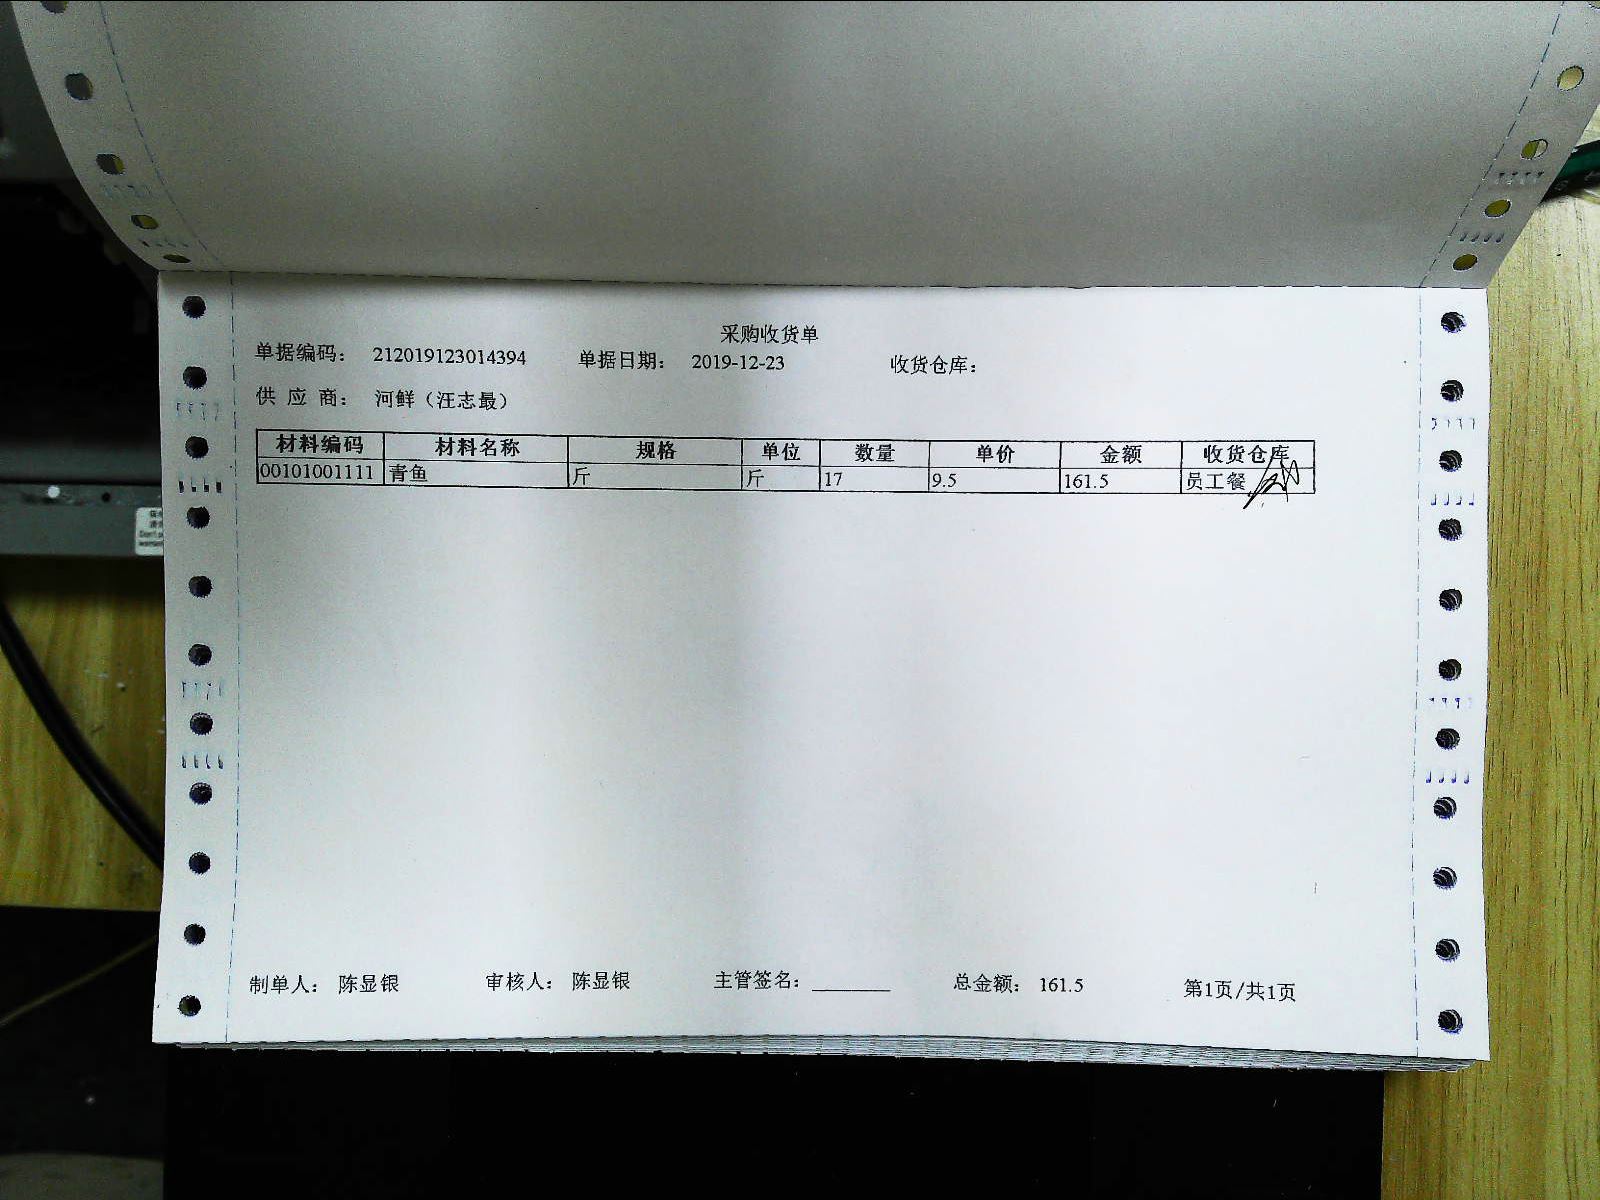 采购收货单
单据编码： 212019123014394 单据日期： 2019-12-23 收货仓库：
供 应 商： 河鲜（汪志最）
材料编码 材料名称 规格 单位 数量 单价 金额 收货仓库
00101001111 青鱼 斤 斤 17 9.5 161.5 员工餐
制单人： 陈显银 审核人： 陈显银 主管签名：________ 总金额： 161.5 第1页/共1页